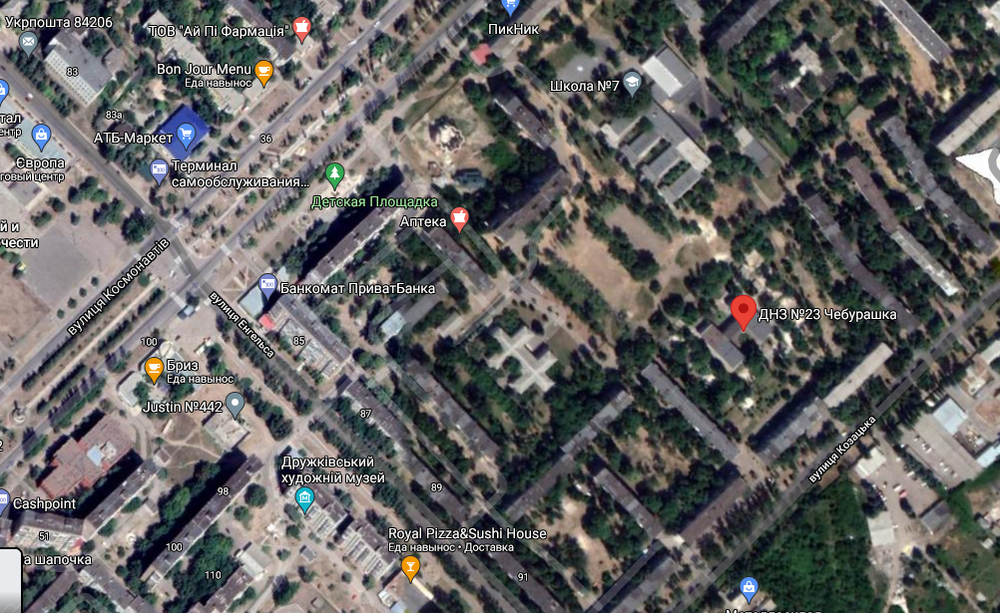 Укрпошта 84206
ТОВ "Ай Пі Фармація"
ПикНик
83
Bon Jour Menu
Еда навынос
Школа №7
83а
АТБ-Маркет
36
Європа
Терминал
самообслуживания...
Детская Площадка
Аптека
вулиця Космонавтів
Банкомат ПриватБанка
вулиця Енгельса
ДНЗ №23 Чебурашка
85
100
Бриз
Еда навынос
Justin №442
87
вулиця Козацька
Дружківський
художній музей
98
89
Cashpoint
51
Royal Pizza&Sushi House
Еда навынос • Доставка
100
а шапочка
110
91